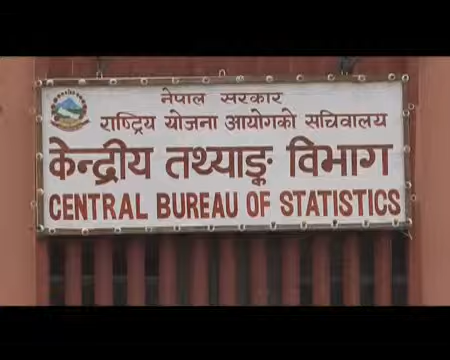 नेपाल सरकार
राष्ट्रिय योजना आयोगको सचिवालय
केन्द्रीय तथ्याङ्क विभाग
CENTRAL BUREAU OF STATISTICS